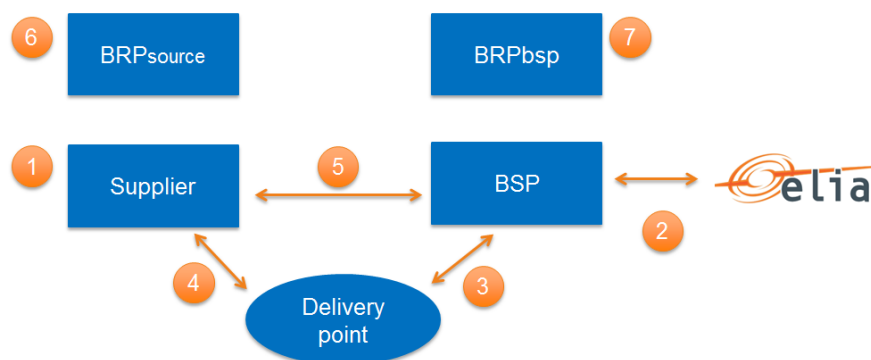 6
BRPsource
BRPbsp
7
1
Supplier
5
BSP
elia
2
4
3
Delivery
point